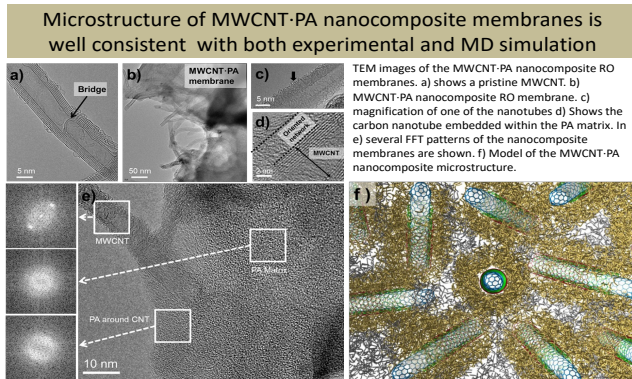 Microstructure of MWCNT·PA nanocomposite membranes is
well consistent with both experimental and MD simulation
a)
Bridge
5 nm
b)
MWCNT·PA
membrane
50 nm
c)
5 nm
d)
Oriented
network
MWCNT
2 nm
TEM images of the MWCNT·PA nanocomposite RO
membranes. a) shows a pristine MWCNT. b)
MWCNT·PA nanocomposite RO membrane. c)
magnification of one of the nanotubes d) Shows the
carbon nanotube embedded within the PA matrix. In
e) several FFT patterns of the nanocomposite
membranes are shown. f) Model of the MWCNT·PA
nanocomposite microstructure.
e)
MWCNT
PA Matrix
PA around CNT
10 nm
f )